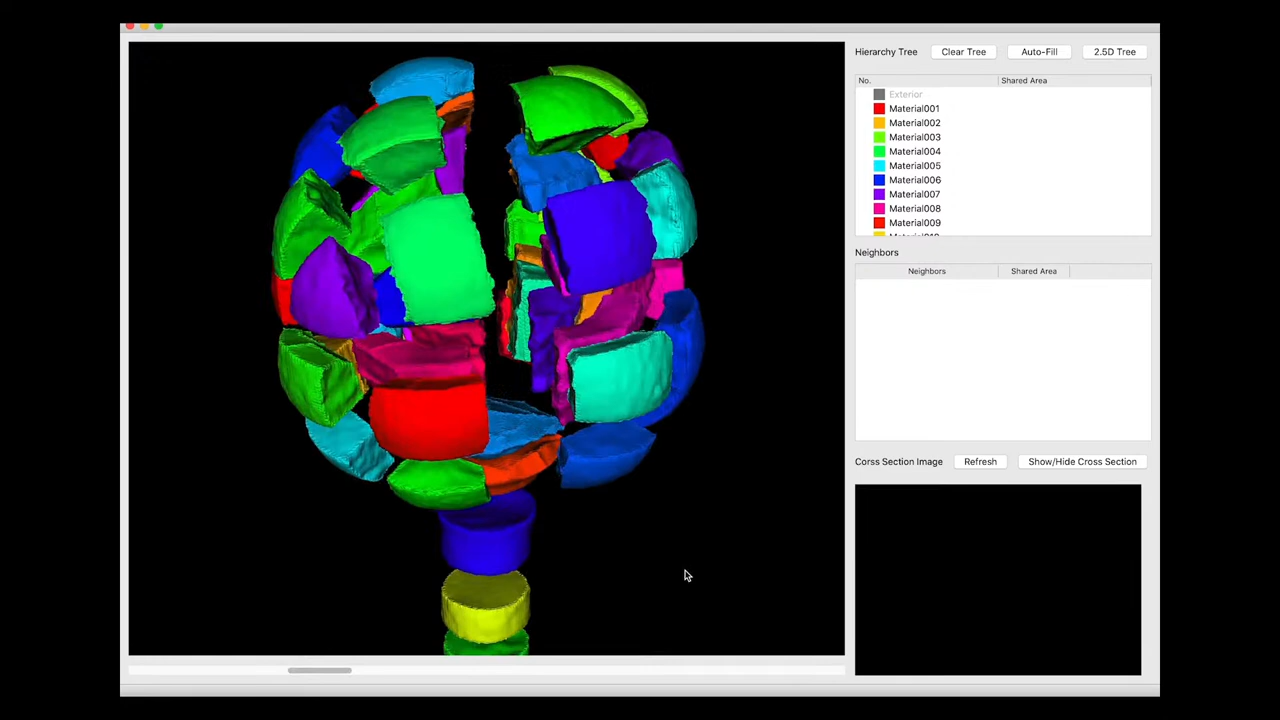 Hierarchy Tree Clear Tree Auto-Fill 2.5D Tree
No. Shared Area
Exterior
Material001
Material002
Material003
Material004
Material005
Material006
Material007
Material008
Material009
Neighbors
Neighbors Shared Area
Corss Section Image Refresh Show/Hide Cross Section